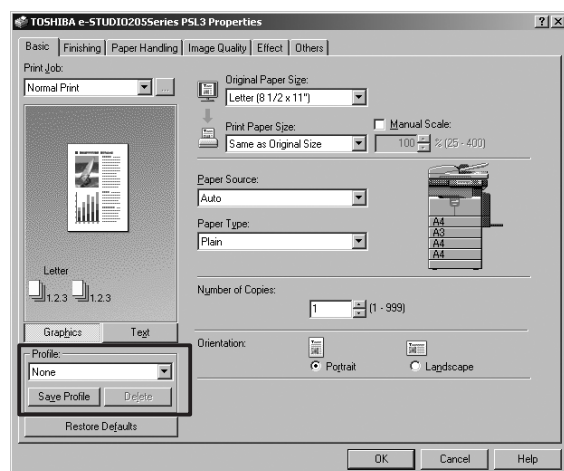 TOSHIBA e-STUDIO205Series PSL3 Properties
Basic Finishing Paper Handling Image Quality Effect Others
Print Job:
Normal Print
...
Letter
1.2.3 1.2.3
Graphics Text
Profile:
None
Save Profile Delete
Restore Defaults
Original Paper Size:
Letter (8 1/2 x 11")
Print Paper Size:
Same as Original Size
Manual Scale:
100 % (25 - 400)
Paper Source:
Auto
Paper Type:
Plain
A4
A3
A4
A4
Number of Copies:
1 (1 - 999)
Orientation:
Portrait Landscape
OK Cancel Help